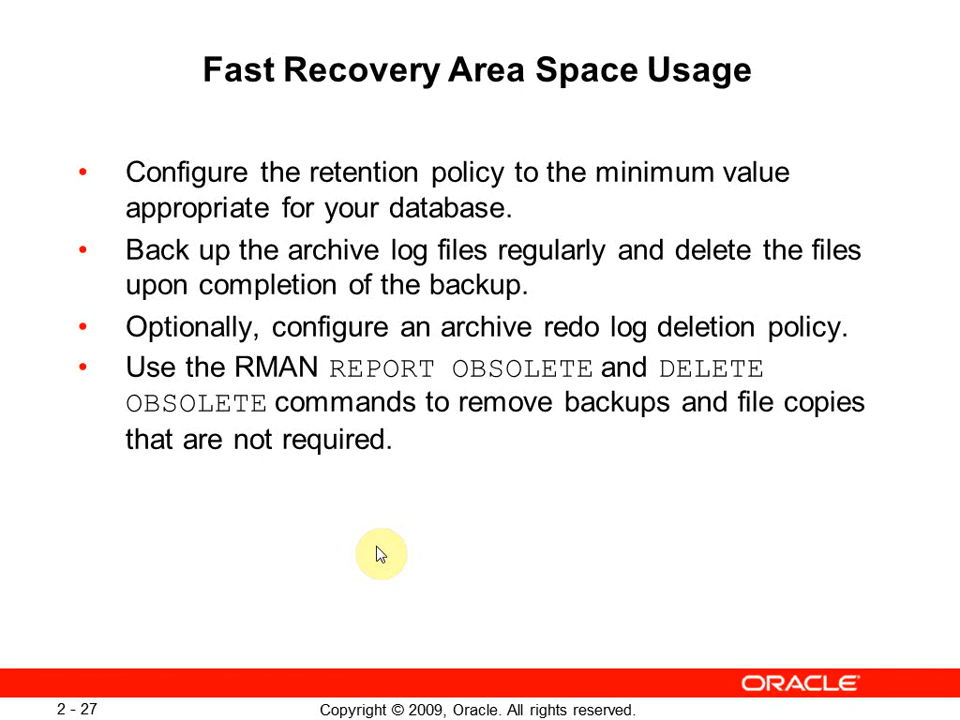 Fast Recovery Area Space Usage
• Configure the retention policy to the minimum value
appropriate for your database.
• Back up the archive log files regularly and delete the files
upon completion of the backup.
• Optionally, configure an archive redo log deletion policy.
• Use the RMAN REPORT OBSOLETE and DELETE
OBSOLETE commands to remove backups and file copies
that are not required.
ORACLE
2 - 27
Copyright © 2009, Oracle. All rights reserved.